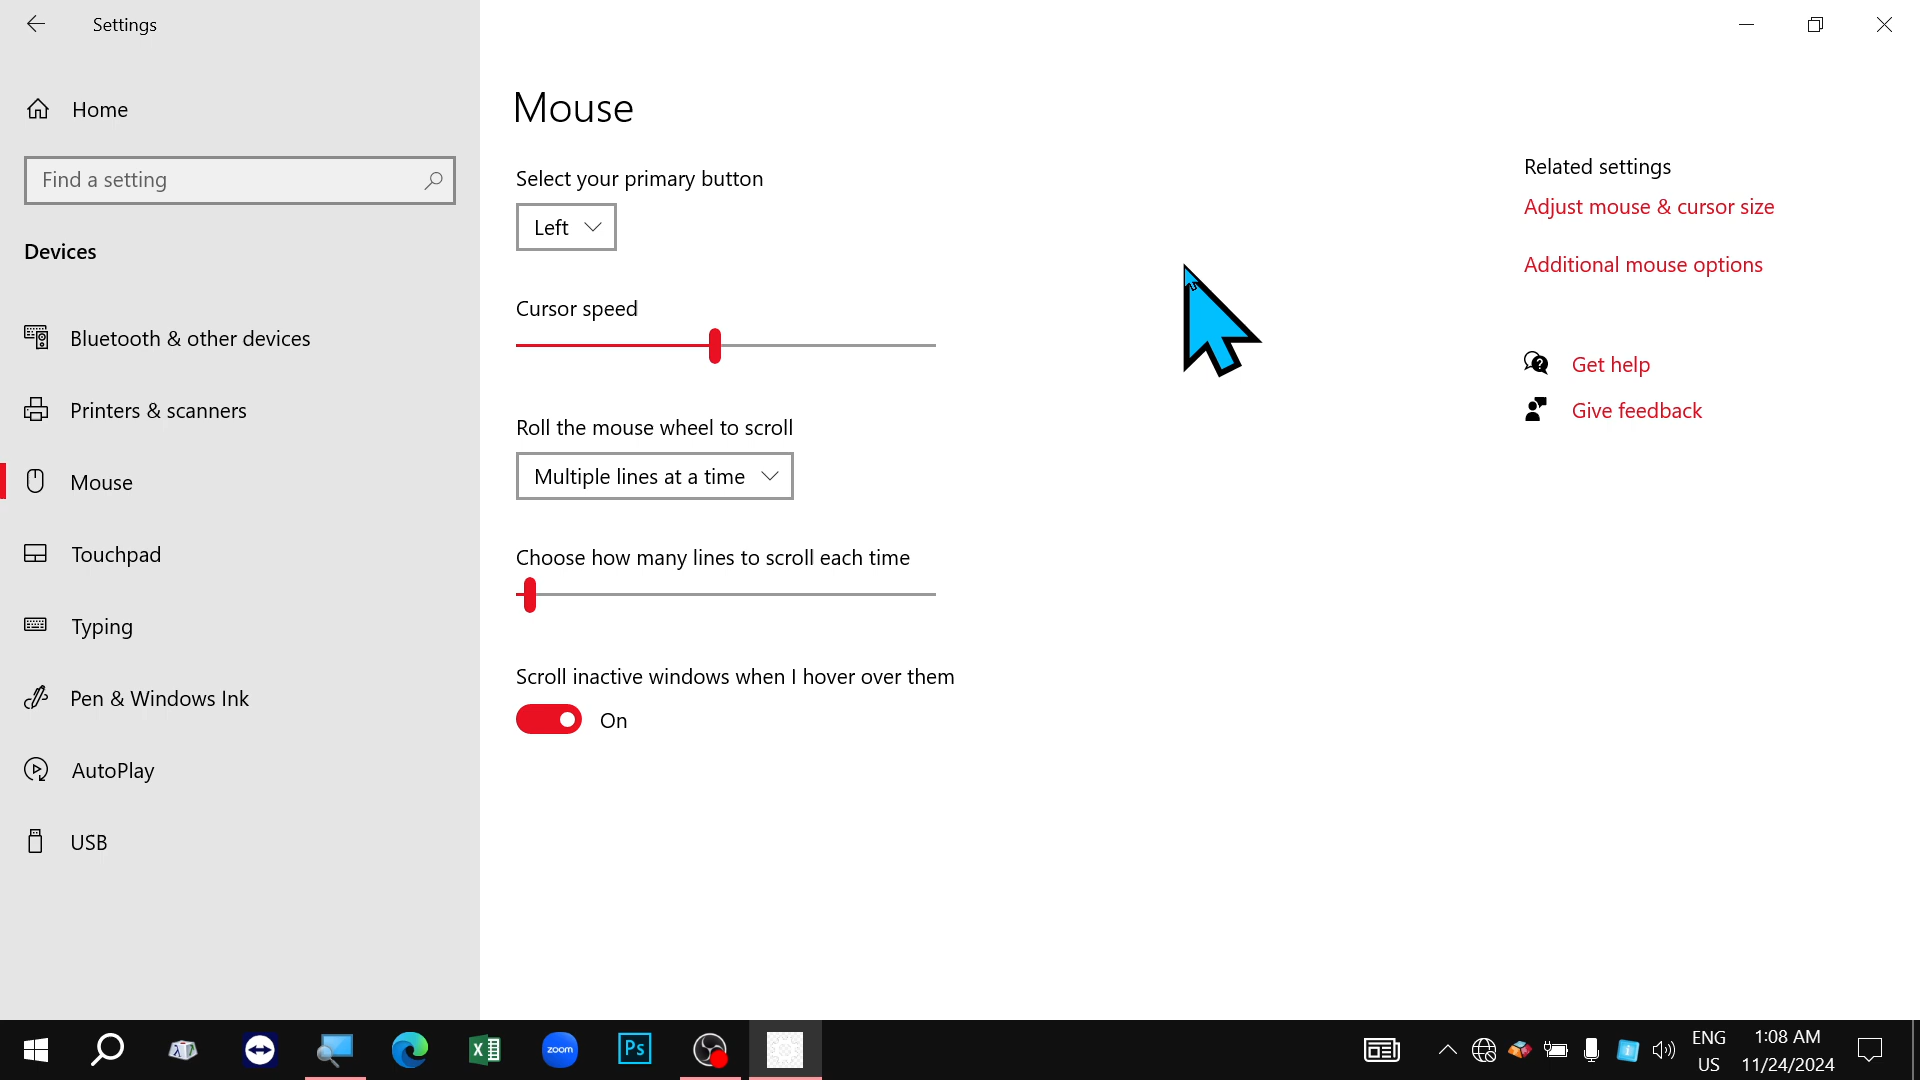 Settings
Home
Find a setting
Devices
Bluetooth & other devices
Printers & scanners
Mouse
Touchpad
Typing
Pen & Windows Ink
AutoPlay
USB
Mouse
Select your primary button
Left
Cursor speed
Roll the mouse wheel to scroll
Multiple lines at a time
Choose how many lines to scroll each time
Scroll inactive windows when I hover over them
On
Related settings
Adjust mouse & cursor size
Additional mouse options
Get help
Give feedback
zoom
Ps
ENG
US
1:08 AM
11/24/2024